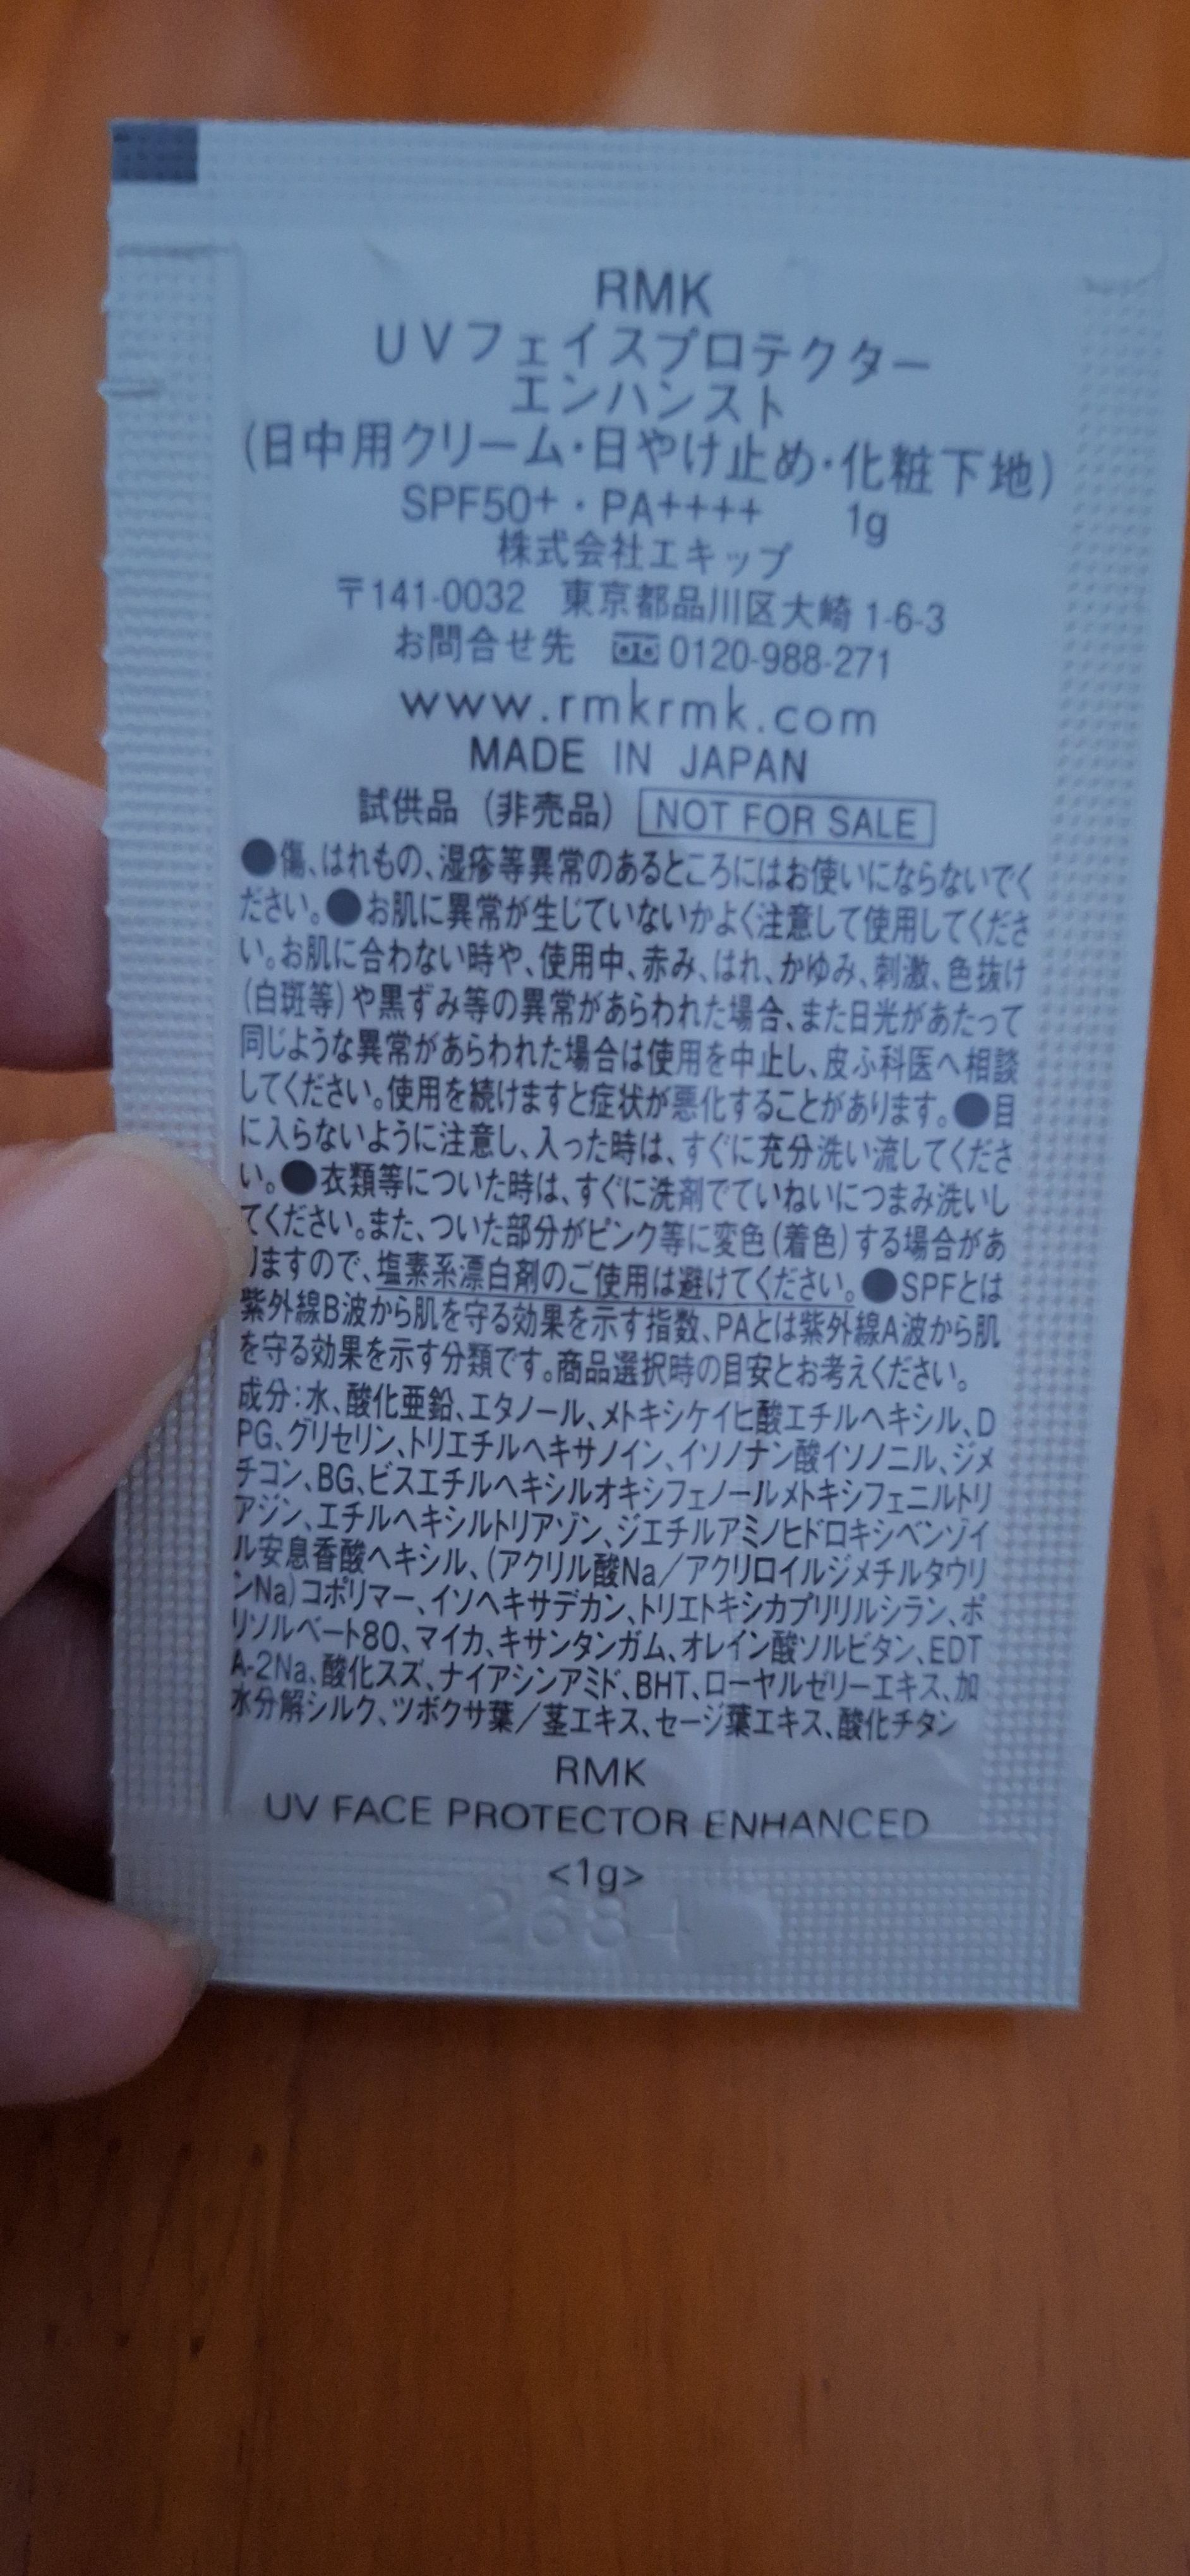 RMK
UVフェイスプロテクター
エンハンスト
(日中用クリーム・日やけ止め・化粧下地)
SPF50+・PA++++　1g
株式会社エキップ
〒141-0032　東京都品川区大崎 1-6-3
お問合せ先　0120-988-271
www.rmkrmk.com
MADE IN JAPAN
試供品（非売品） NOT FOR SALE
●傷、はれもの、湿疹等異常のあるところにはお使いにならないでく
ださい。●お肌に異常が生じていないかよく注意して使用してくださ
い。お肌に合わない時や、使用中、赤み、はれ、かゆみ、刺激、色抜け
(白斑等)や黒ずみ等の異常があらわれた場合、また日光があたって
同じような異常があらわれた場合は使用を中止し、皮ふ科医へ相談
してください。使用を続けますと症状が悪化することがあります。●目
に入らないように注意し、入った時は、すぐに充分洗い流してくださ
い。●衣類等についた時は、すぐに洗剤でていねいにつまみ洗いし
てください。また、ついた部分がピンク等に変色(着色)する場合があ
りますので、塩素系漂白剤のご使用は避けてください。●SPFとは
紫外線B波から肌を守る効果を示す指数、PAとは紫外線A波から肌
を守る効果を示す分類です。商品選択時の目安とお考えください。
成分：水、酸化亜鉛、エタノール、メトキシケイヒ酸エチルヘキシル、D
PG、グリセリン、トリエチルヘキサノイン、イソノナン酸イソノニル、ジメ
チコン、BG、ビスエチルヘキシルオキシフェノールメトキシフェニルトリ
アジン、エチルヘキシルトリアゾン、ジエチルアミノヒドロキシベンゾイ
ル安息香酸ヘキシル、(アクリル酸Na／アクリロイルジメチルタウリ
ンNa)コポリマー、イソヘキサデカン、トリエトキシカプリリルシラン、ポ
リソルベート80、マイカ、キサンタンガム、オレイン酸ソルビタン、EDT
A-2Na、酸化スズ、ナイアシンアミド、BHT、ローヤルゼリーエキス、加
水分解シルク、ツボクサ葉／茎エキス、セージ葉エキス、酸化チタン
RMK
UV FACE PROTECTOR ENHANCED
<1g>